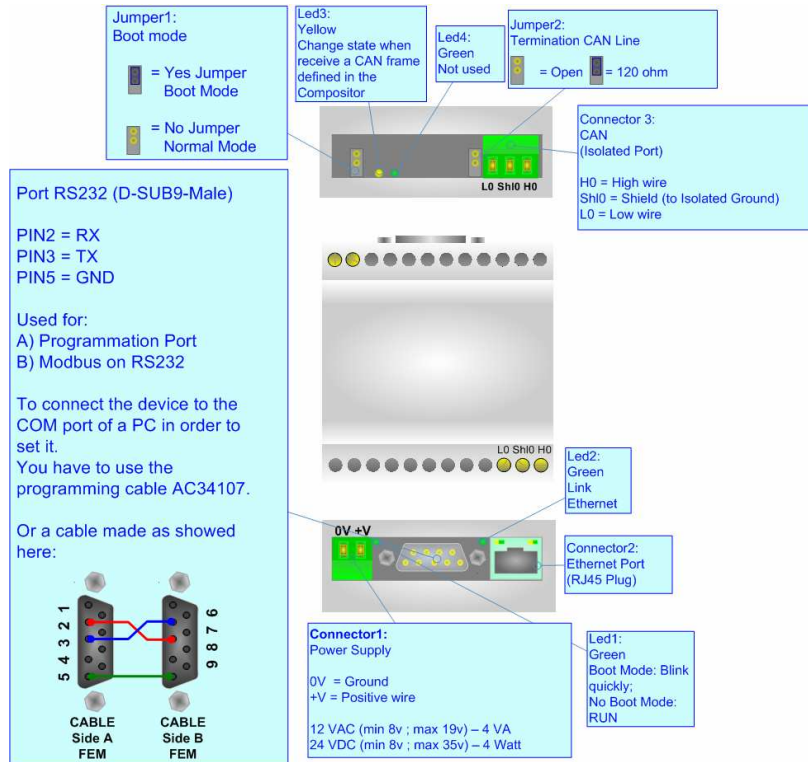 Jumper1:
Boot mode
= Yes Jumper
Boot Mode
= No Jumper
Normal Mode
Led3:
Yellow
Change state when
receive a CAN frame
defined in the
Compositor
Led4:
Green
Not used
Jumper2:
Termination CAN Line
= Open
= 120 ohm
Connector 3:
CAN
(Isolated Port)
H0 = High wire
Shl0 = Shield (to Isolated Ground)
L0 = Low wire
L0 Shl0 H0
Port RS232 (D-SUB9-Male)
PIN2 = RX
PIN3 = TX
PIN5 = GND
Used for:
A) Programmation Port
B) Modbus on RS232
To connect the device to the
COM port of a PC in order to
set it.
You have to use the
programming cable AC34107.
Or a cable made as showed
here:
1
2
3
4
5
6
7
8
9
CABLE
Side A
FEM
CABLE
Side B
FEM
L0 Shl0 H0
Led2:
Green
Link
Ethernet
0V +V
Connector2:
Ethernet Port
(RJ45 Plug)
Connector1:
Power Supply
0V = Ground
+V = Positive wire
12 VAC (min 8v ; max 19v) – 4 VA
24 VDC (min 8v ; max 35v) – 4 Watt
Led1:
Green
Boot Mode: Blink
quickly;
No Boot Mode:
RUN